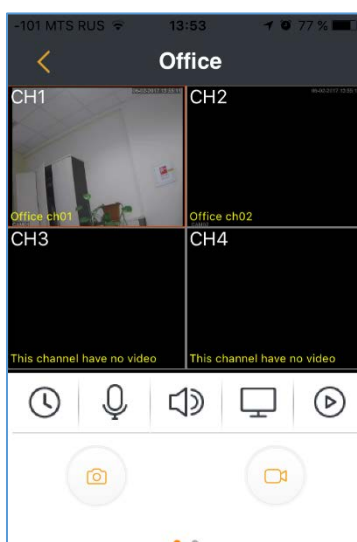 -101 MTS RUS 13:53 77 %
Office
CH1
CH2
Office ch01
Office ch02
CH3
CH4
This channel have no video
This channel have no video